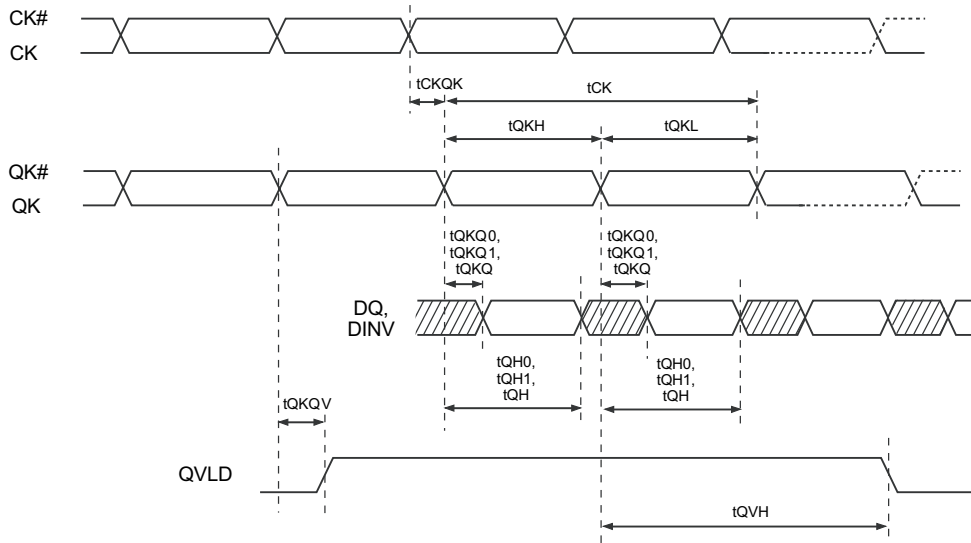 CK#
CK
tCKQK
tCK
tQKH
tQKL
QK#
QK
tQKQ0,
tQKQ1,
tQKQ
tQKQ0,
tQKQ1,
tQKQ
DQ,
DINV
tQH0,
tQH1,
tQH
tQH0,
tQH1,
tQH
tQKQV
QVLD
tQVH